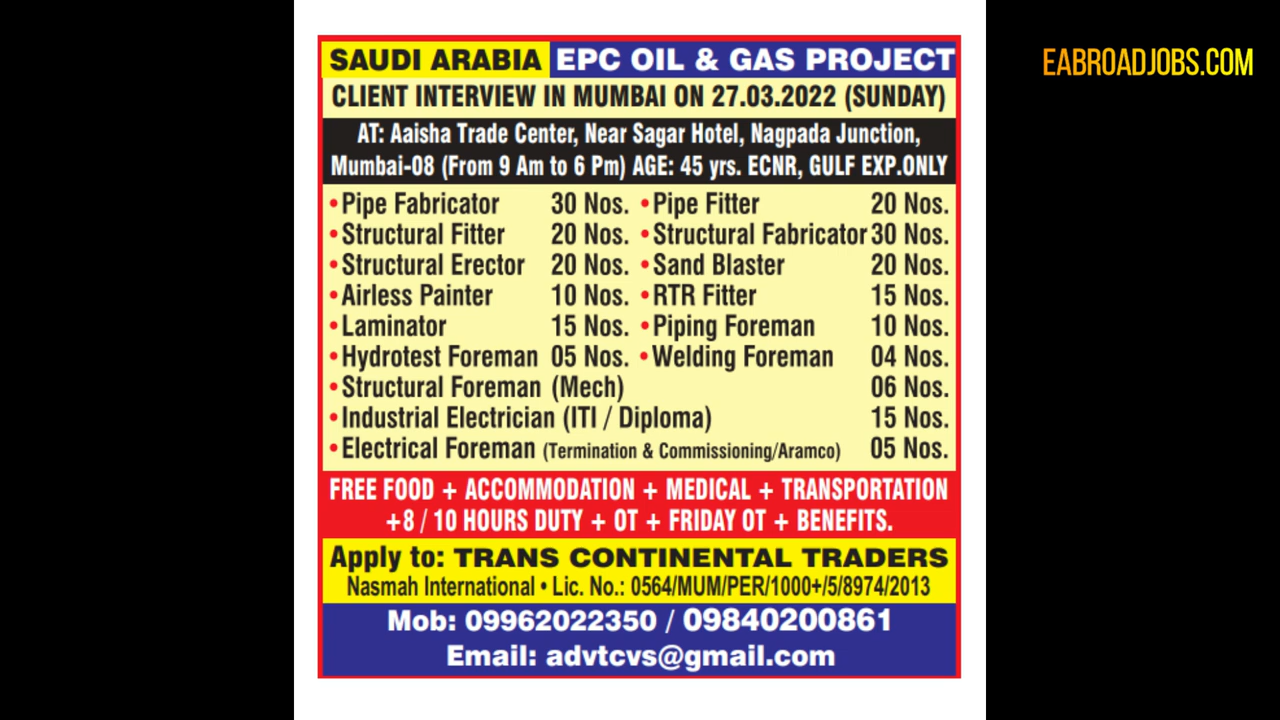 SAUDI ARABIA EPC OIL & GAS PROJECT
EABROADJOBS.COM
CLIENT INTERVIEW IN MUMBAI ON 27.03.2022 (SUNDAY)
AT: Aaisha Trade Center, Near Sagar Hotel, Nagpada Junction,
Mumbai-08 (From 9 Am to 6 Pm) AGE: 45 yrs. ECNR, GULF EXP.ONLY
• Pipe Fabricator 30 Nos. • Pipe Fitter 20 Nos.
• Structural Fitter 20 Nos. • Structural Fabricator 30 Nos.
• Structural Erector 20 Nos. • Sand Blaster 20 Nos.
• Airless Painter 10 Nos. • RTR Fitter 15 Nos.
• Laminator 15 Nos. • Piping Foreman 10 Nos.
• Hydrotest Foreman 05 Nos. • Welding Foreman 04 Nos.
• Structural Foreman (Mech) 06 Nos.
• Industrial Electrician (ITI / Diploma) 15 Nos.
• Electrical Foreman (Termination & Commissioning/Aramco) 05 Nos.
FREE FOOD + ACCOMMODATION + MEDICAL + TRANSPORTATION
+8 / 10 HOURS DUTY + OT + FRIDAY OT + BENEFITS.
Apply to: TRANS CONTINENTAL TRADERS
Nasmah International • Lic. No.: 0564/MUM/PER/1000+/5/8974/2013
Mob: 09962022350 / 09840200861
Email: advtcvs@gmail.com